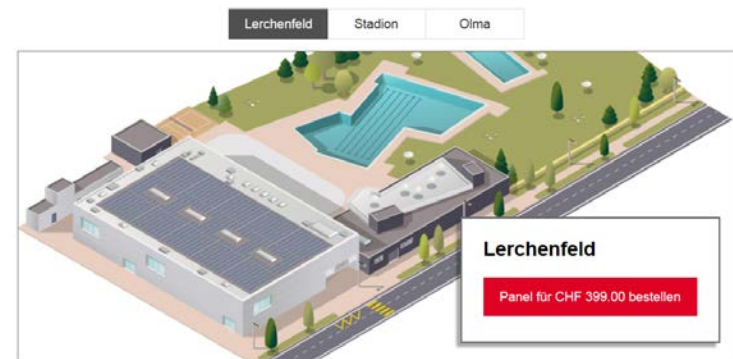 Lerchenfeld
Stadion
Olma
Lerchenfeld
Panel für CHF 399.00 bestellen